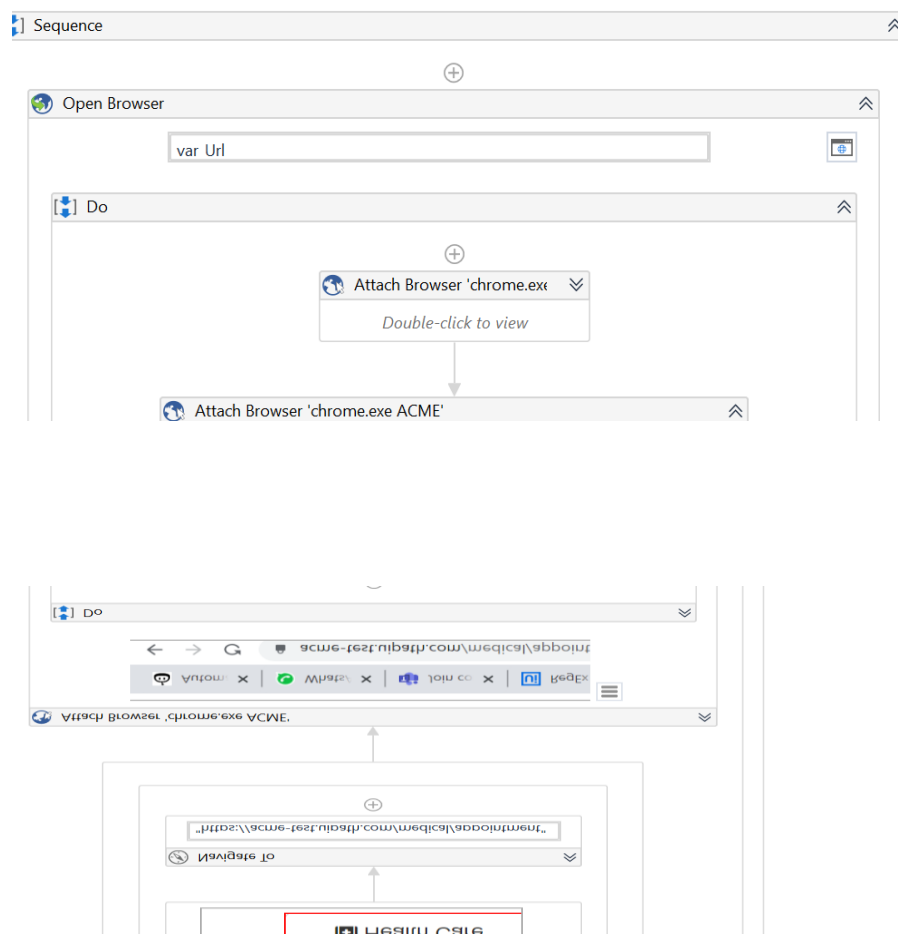 Sequence
Open Browser
var Url
Do
Attach Browser 'chrome.exe
Double-click to view
Attach Browser 'chrome.exe ACME'
Do
acme-test.uipath.com/medical/appoint
Autom Whats Join co RegEx
Attach Browser 'chrome.exe ACME'
"https://acme-test.uipath.com/medical/appointment"
Navigate To
Health Care